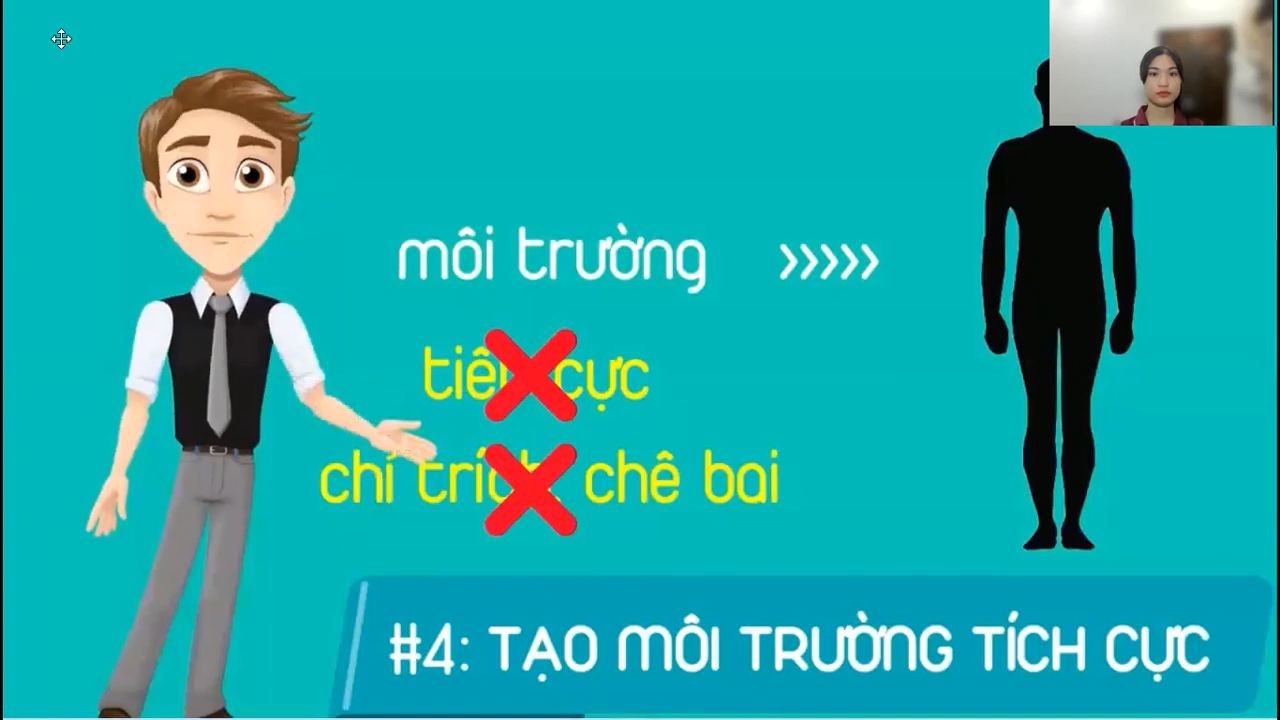 môi trường >>>>>
tiêu cực
chỉ trích, chê bai
#4: TẠO MÔI TRƯỜNG TÍCH CỰC